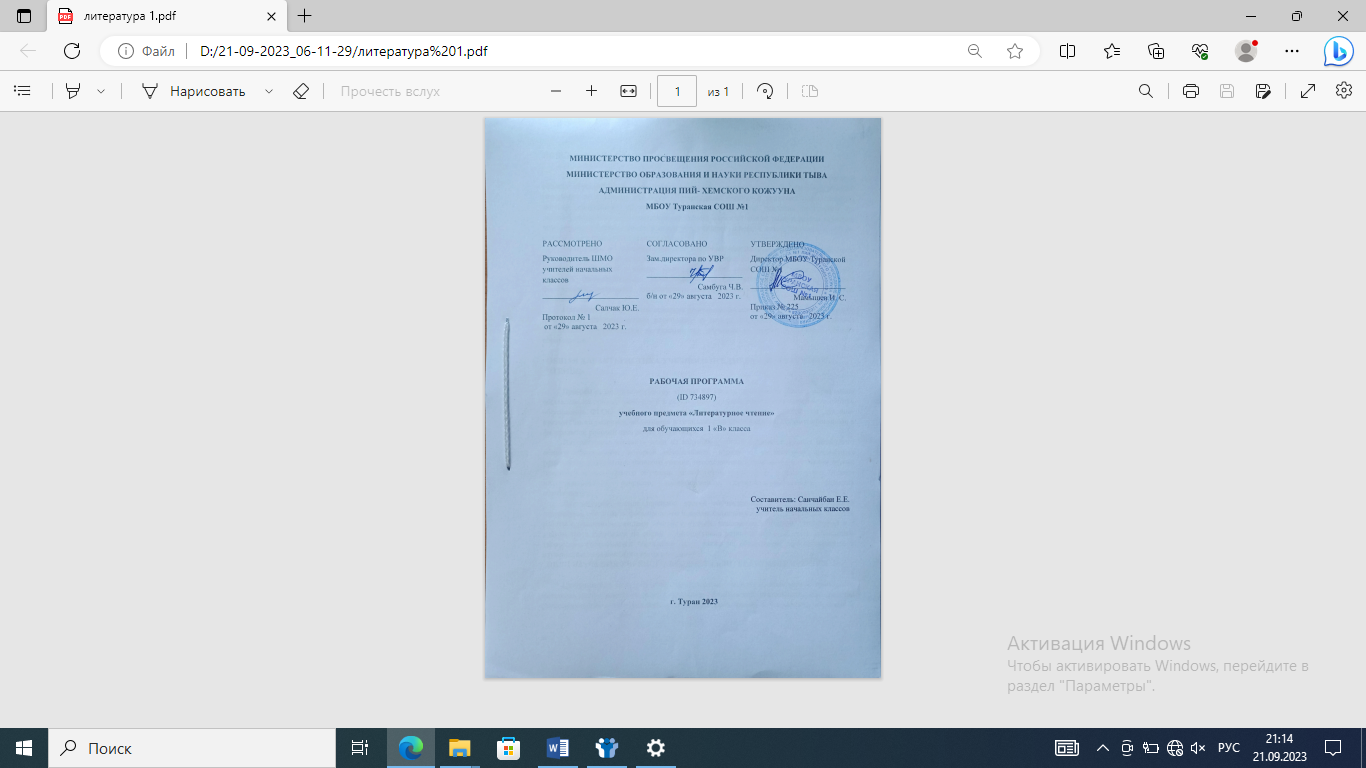 литература 1.pdf
Файл
D:/21-09-2023_06-11-29/литература%201.pdf
Нарисовать
Прочесть вслух
1
из 1
МИНИСТЕРСТВО ПРОСВЕЩЕНИЯ РОССИЙСКОЙ ФЕДЕРАЦИИ
МИНИСТЕРСТВО ОБРАЗОВАНИЯ И НАУКИ РЕСПУБЛИКИ ТЫВА
АДМИНИСТРАЦИЯ ПИЙ- ХЕМСКОГО КОЖУУНА
МБОУ Туранская СОШ №1
РАССМОТРЕНО
Руководитель ШМО
учителей начальных
классов
Салчак Ю.Е.
Протокол № 1
от «29» августа 2023 г.
СОГЛАСОВАНО
Зам.директора по УВР
Самбуга Ч.В.
б/н от «29» августа 2023 г.
УТВЕРЖДЕНО
Директор МБОУ Туранской
СОШ №1
И. С.
Приказ № 225
от «29» августа 2023 г.
РАБОЧАЯ ПРОГРАММА
(ID 734897)
учебного предмета «Литературное чтение»
для обучающихся 1 «В» класса
Составитель: Санчайбан Е.Е.
учитель начальных классов
г. Туран 2023
Активация Windows
Чтобы активировать Windows, перейдите в
раздел "Параметры".
Поиск
РУС
21:14
21.09.2023